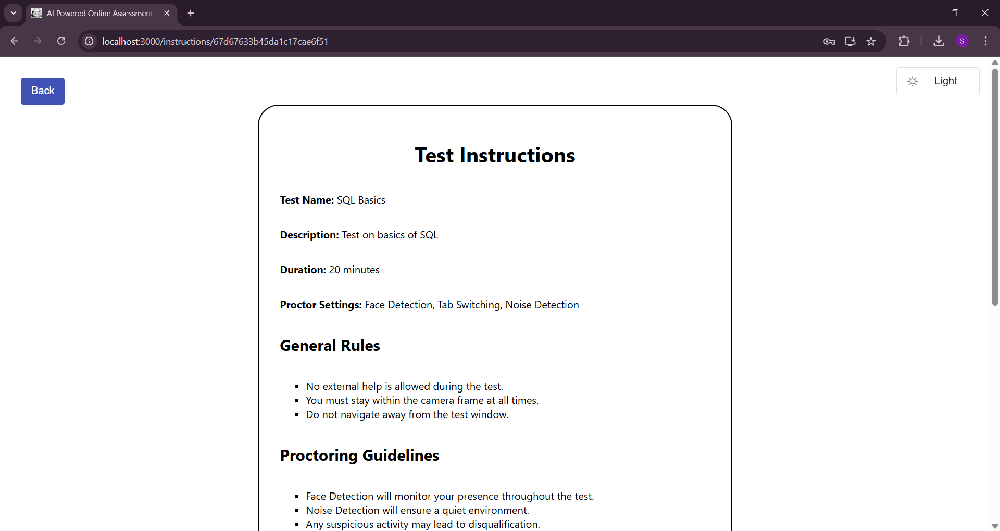 AI Powered Online Assessment
localhost:3000/instructions/67d67633b45da1c17cae6f51
S
Back
Light
Test Instructions
Test Name: SQL Basics
Description: Test on basics of SQL
Duration: 20 minutes
Proctor Settings: Face Detection, Tab Switching, Noise Detection
General Rules
• No external help is allowed during the test.
• You must stay within the camera frame at all times.
• Do not navigate away from the test window.
Proctoring Guidelines
• Face Detection will monitor your presence throughout the test.
• Noise Detection will ensure a quiet environment.
• Any suspicious activity may lead to disqualification.